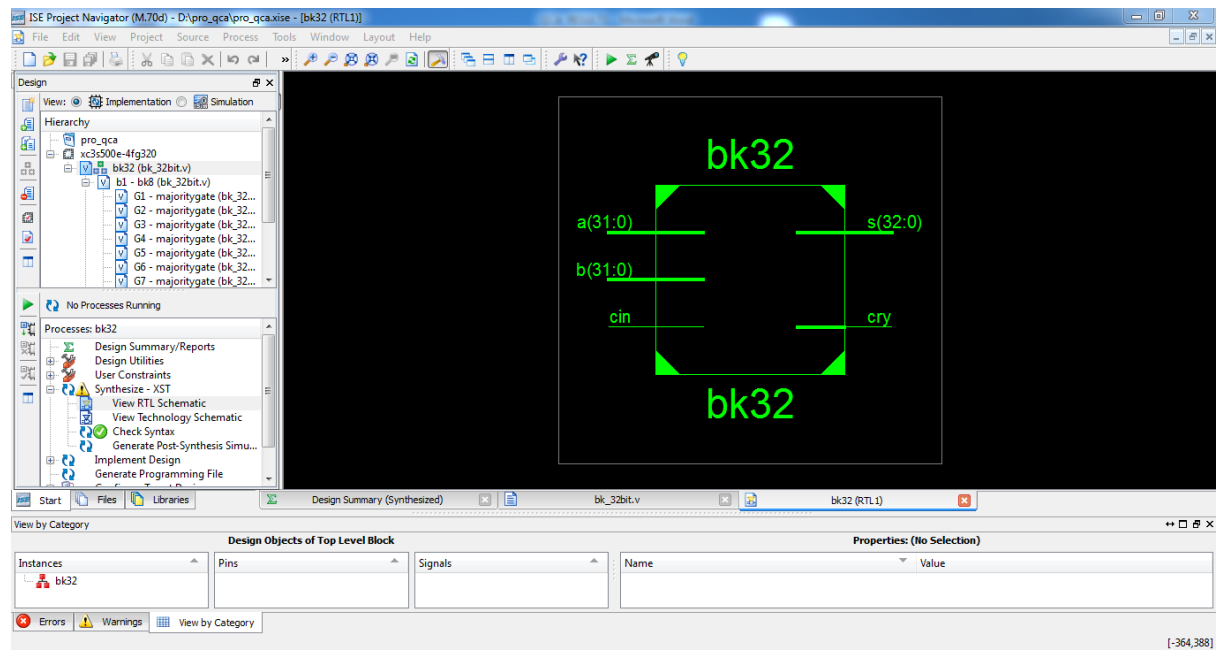 ISE Project Navigator (M.70d) - D:\pro_qca\pro_qca.xise - [bk32 (RTL1)]
File Edit View Project Source Process Tools Window Layout Help
Design
View: Implementation Simulation
Hierarchy
pro_qca
xc3s500e-4fg320
bk32 (bk_32bit.v)
b1 - bk8 (bk_32bit.v)
G1 - majoritygate (bk_32...
G2 - majoritygate (bk_32...
G3 - majoritygate (bk_32...
G4 - majoritygate (bk_32...
G5 - majoritygate (bk_32...
G6 - majoritygate (bk_32...
G7 - majoritygate (bk_32...
No Processes Running
Processes: bk32
Design Summary/Reports
Design Utilities
User Constraints
Synthesize - XST
View RTL Schematic
View Technology Schematic
Check Syntax
Generate Post-Synthesis Simu...
Implement Design
Generate Programming File
bk32
a(31:0) s(32:0)
b(31:0)
cin cry
bk32
Start Files Libraries
Design Summary (Synthesized) bk_32bit.v bk32 (RTL1)
View by Category
Design Objects of Top Level Block Properties: (No Selection)
Instances Pins Signals Name Value
bk32
Errors Warnings View by Category
[-364,388]